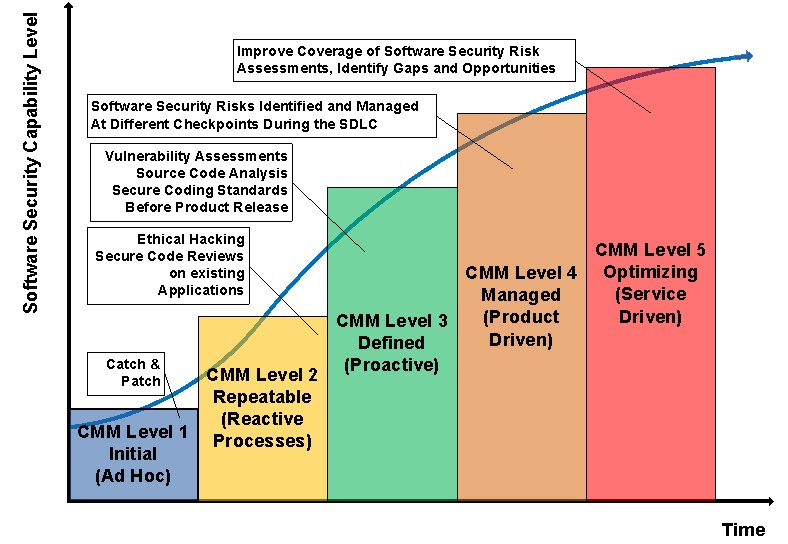 Software Security Capability Level
Improve Coverage of Software Security Risk
Assessments, Identify Gaps and Opportunities
Software Security Risks Identified and Managed
At Different Checkpoints During the SDLC
Vulnerability Assessments
Source Code Analysis
Secure Coding Standards
Before Product Release
Ethical Hacking
Secure Code Reviews
on existing
Applications
Catch &
Patch
CMM Level 1
Initial
(Ad Hoc)
CMM Level 2
Repeatable
(Reactive
Processes)
CMM Level 3
Defined
(Proactive)
CMM Level 4
Managed
(Product
Driven)
CMM Level 5
Optimizing
(Service
Driven)
Time